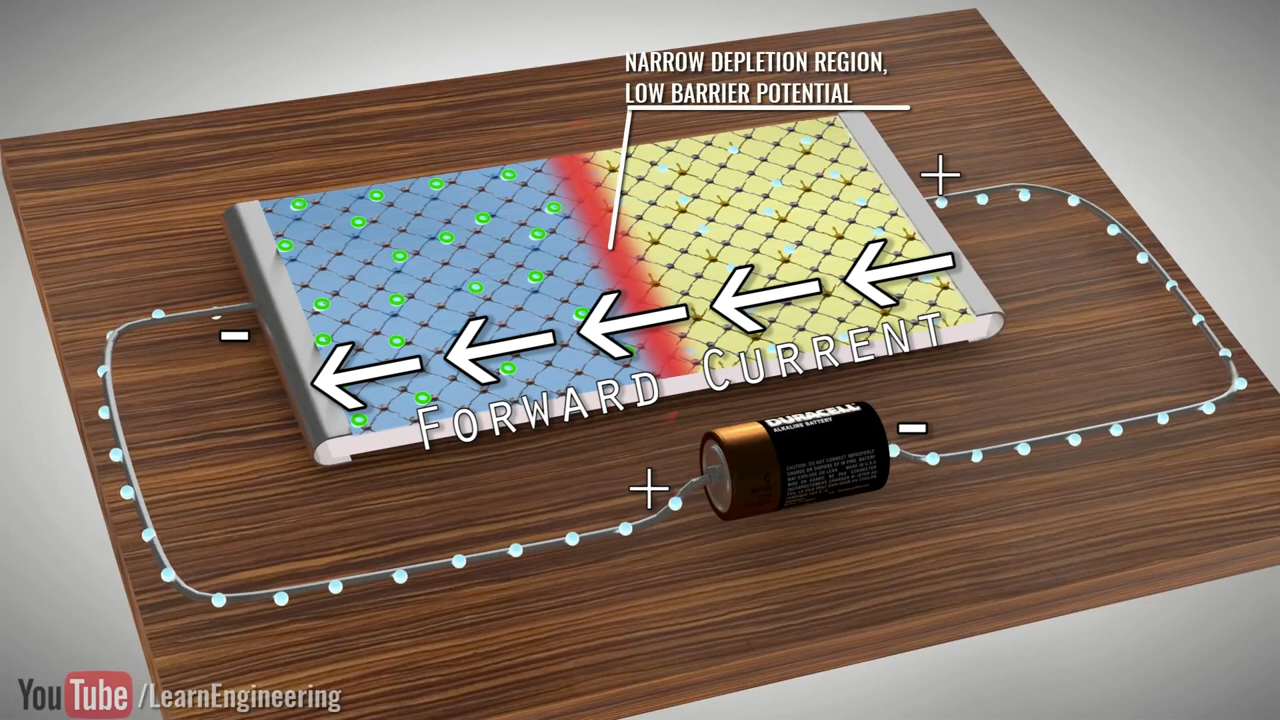 NARROW DEPLETION REGION,
LOW BARRIER POTENTIAL
+
-
FORWARD CURRENT
DURACELL
ALKALINE BATTERY
-
+
YouTube/LearnEngineering